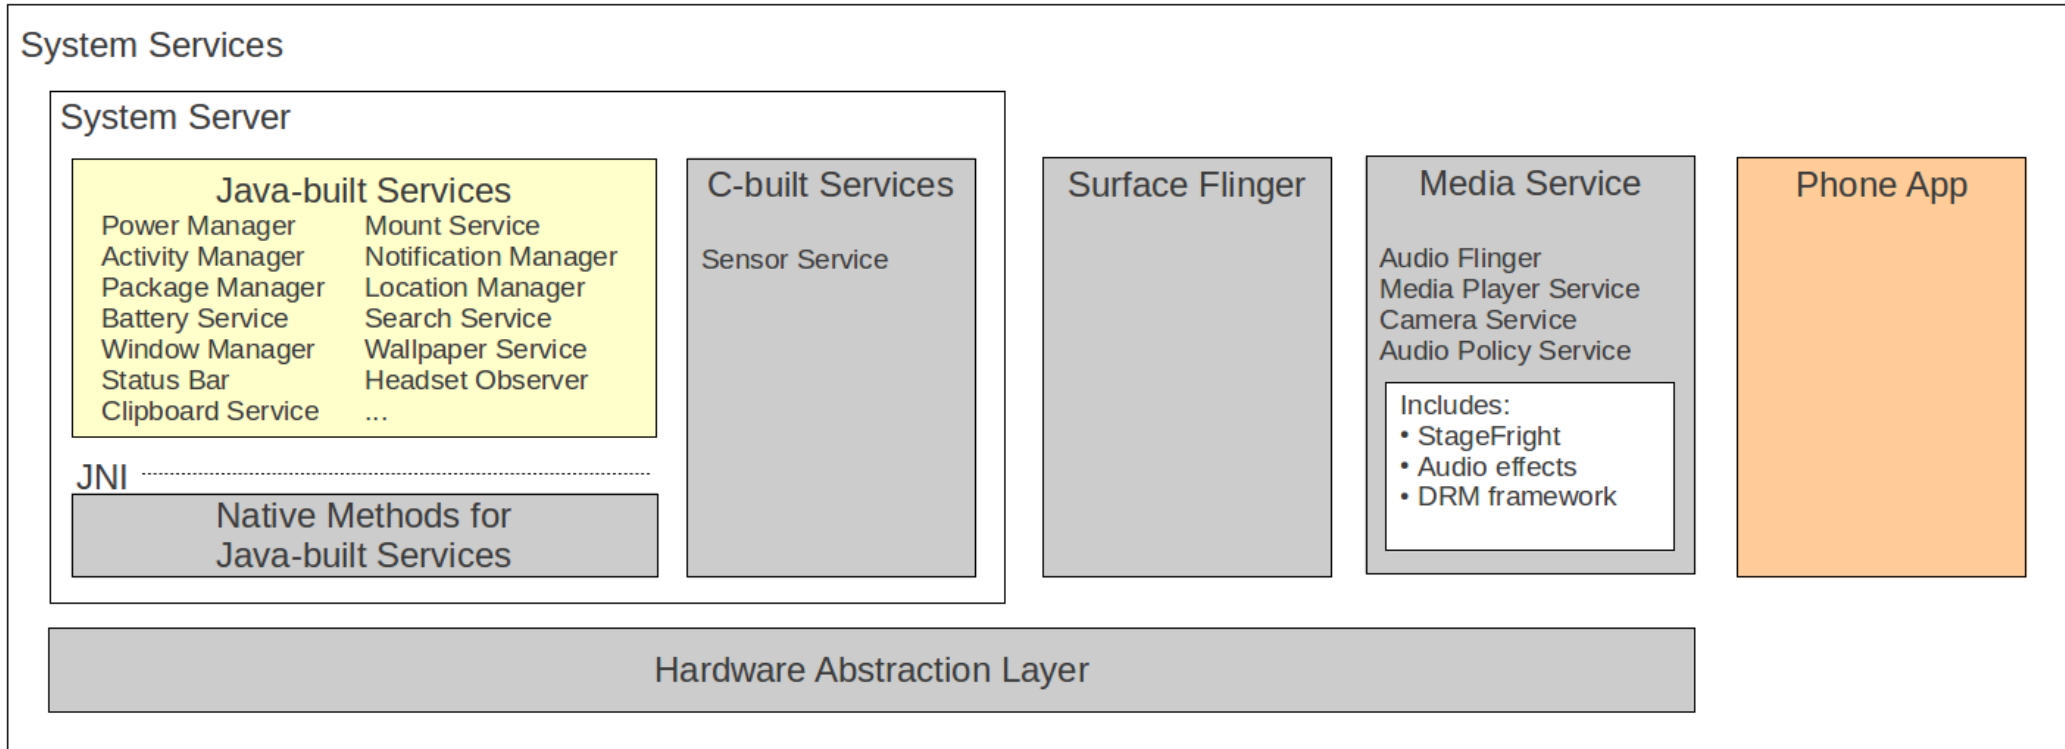 System Services
System Server
Java-built Services
Power Manager
Activity Manager
Package Manager
Battery Service
Window Manager
Status Bar
Clipboard Service
Mount Service
Notification Manager
Location Manager
Search Service
Wallpaper Service
Headset Observer
...
JNI
Native Methods for
Java-built Services
C-built Services
Sensor Service
Surface Flinger
Media Service
Audio Flinger
Media Player Service
Camera Service
Audio Policy Service
Includes:
• StageFright
• Audio effects
• DRM framework
Phone App
Hardware Abstraction Layer